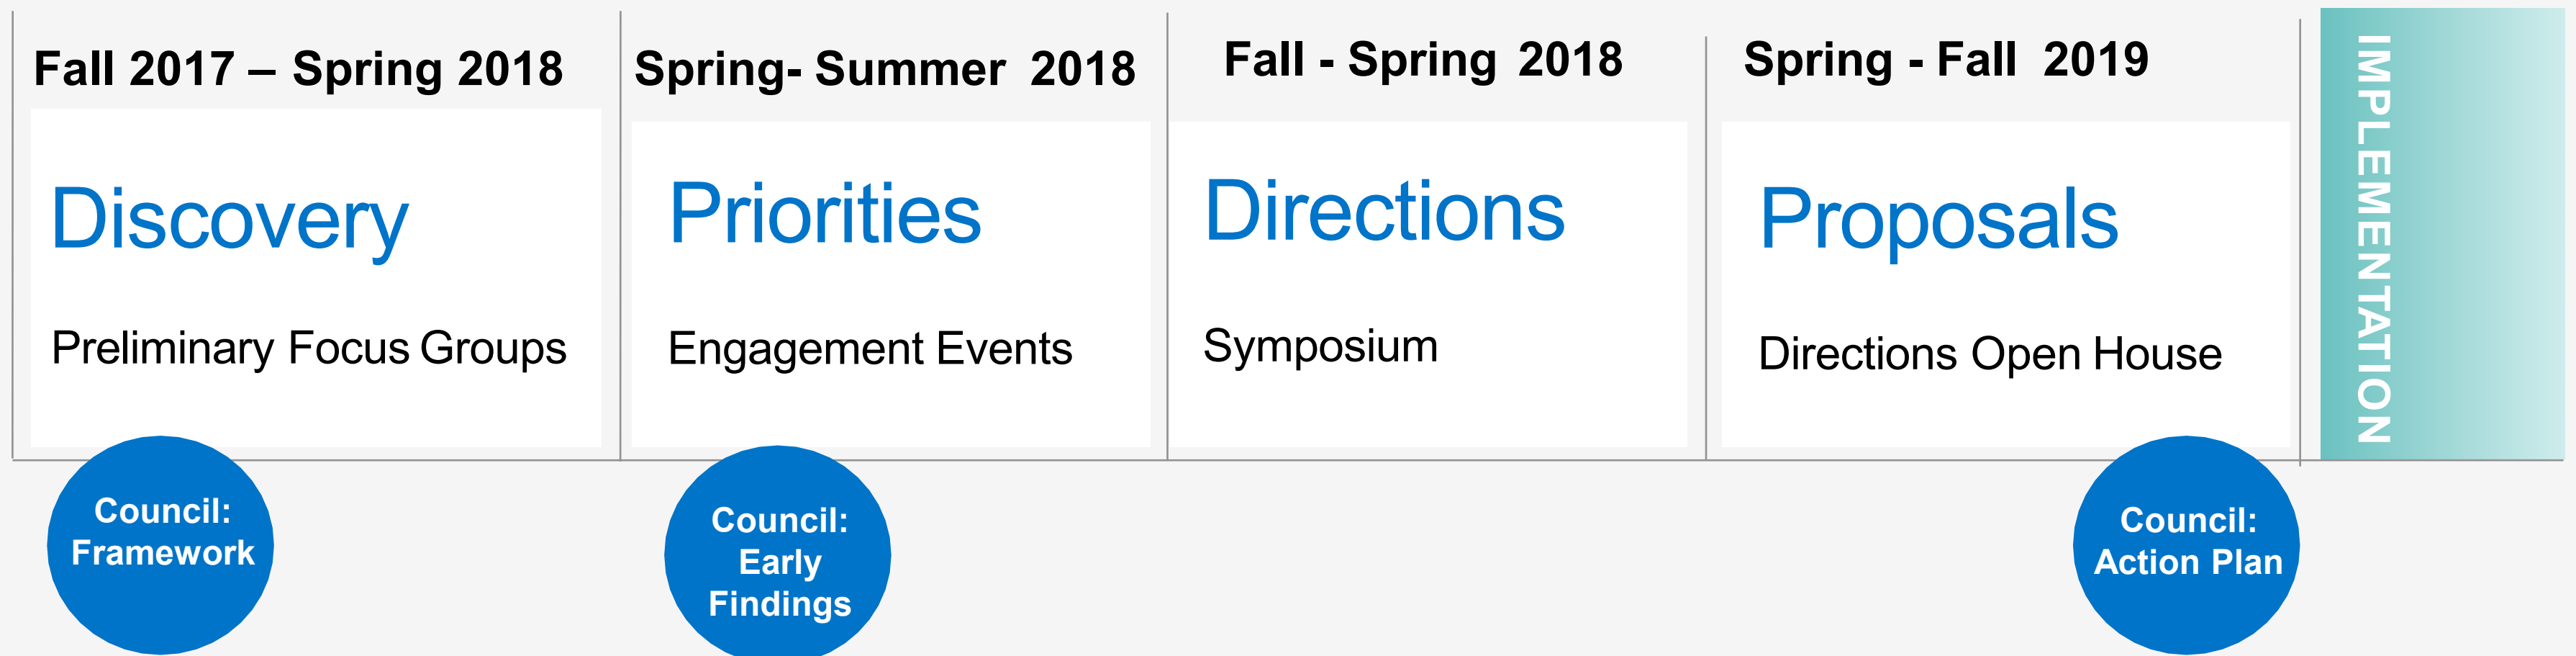 Fall 2017 – Spring 2018
Discovery
Preliminary Focus Groups
Council:
Framework
Spring- Summer 2018
Priorities
Engagement Events
Council:
Early
Findings
Fall - Spring 2018
Directions
Symposium
Spring - Fall 2019
Proposals
Directions Open House
Council:
Action Plan
IMPLEMENTATION